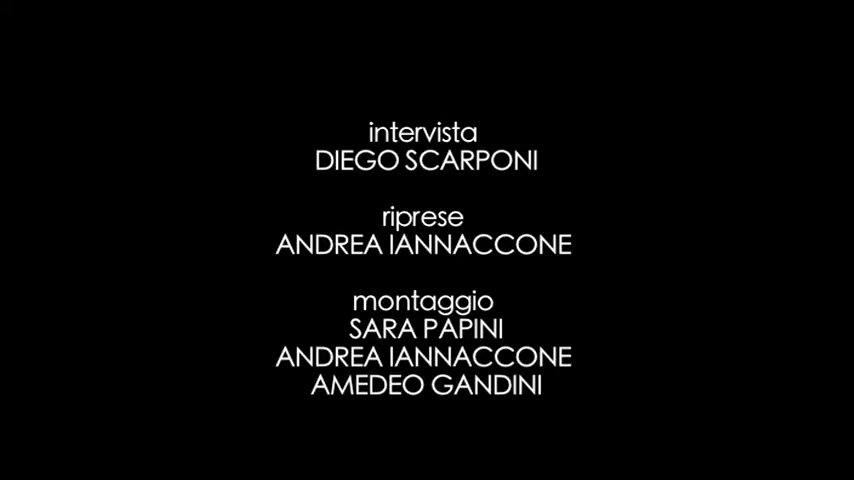 intervista
DIEGO SCARPONI
riprese
ANDREA IANNACCONE
montaggio
SARA PAPINI
ANDREA IANNACCONE
AMEDEO GANDINI